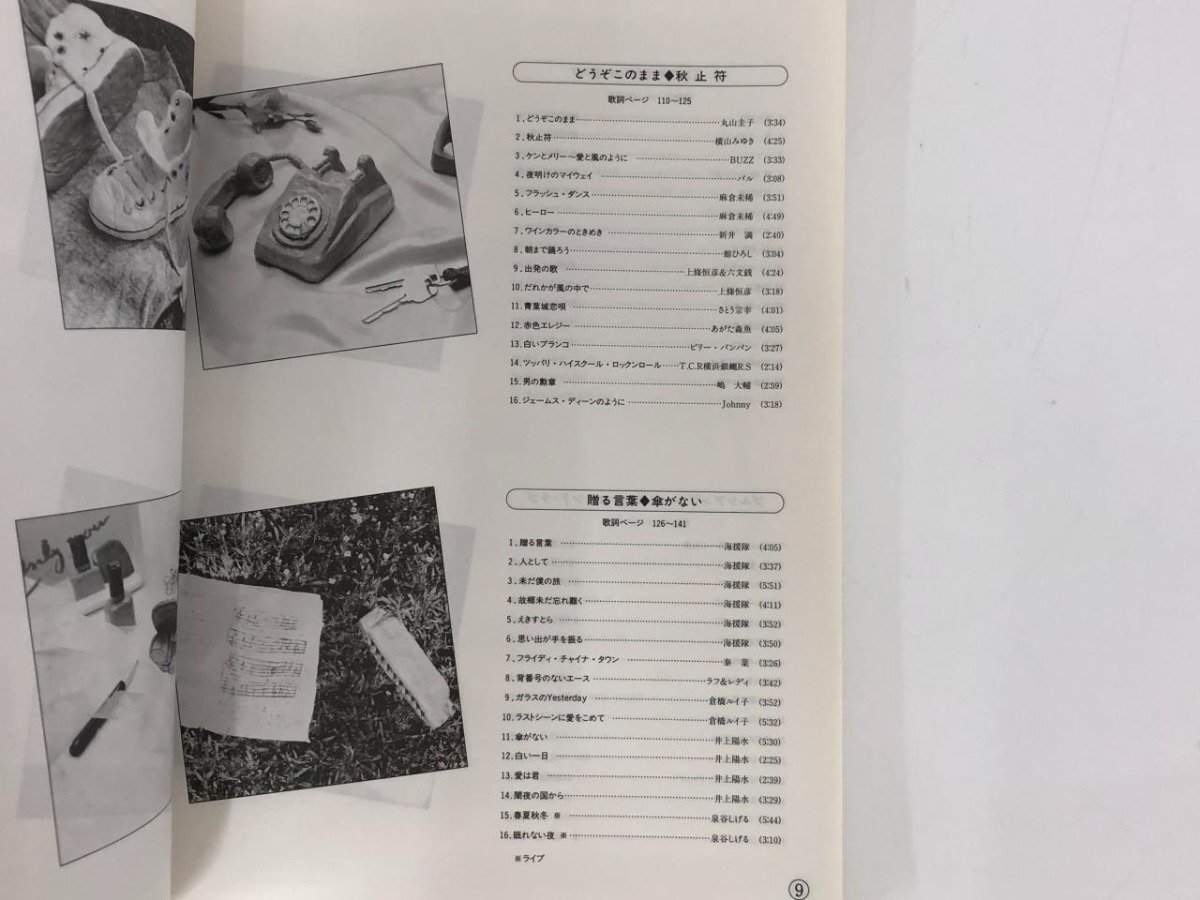 どうぞこのまま◆秋止符
歌詞ページ 110〜125
1.どうぞこのまま……丸山圭子 (3:34)
2.秋止符……横山みゆき (4:25)
3.ケンとメリー〜愛と風のように……BUZZ (3:33)
4.夜明けのマイウェイ……パル (3:08)
5.フラッシュ・ダンス……麻倉未稀 (3:51)
6.ヒーロー……麻倉未稀 (4:49)
7.ワインカラーのときめき……新井 満 (2:40)
8.朝まで踊ろう……館ひろし (3:04)
9.出発の歌……上條恒彦&六文銭 (4:24)
10.だれかが風の中で……上條恒彦 (3:18)
11.青葉城恋唄……さとう宗幸 (4:01)
12.赤色エレジー……あがた森魚 (4:05)
13.白いブランコ……ビリー・バンバン (3:27)
14.ツッパリ・ハイスクール・ロックンロール……T.C.R横浜銀蝿R.S (2:14)
15.男の勲章……嶋 大輔 (2:59)
16.ジェームス・ディーンのように……Johnny (3:18)
贈る言葉◆傘がない
歌詞ページ 126〜141
1.贈る言葉……海援隊 (4:05)
2.人として……海援隊 (3:37)
3.未だ僕の旅……海援隊 (5:51)
4.故郷未だ忘れ難く……海援隊 (4:11)
5.えきすとら……海援隊 (3:52)
6.思い出が手を振る……海援隊 (3:50)
7.フライディ・チャイナ・タウン……泰 葉 (3:26)
8.背番号のないエース……ラフ&レディ (3:42)
9.ガラスのYesterday……倉橋ルイ子 (3:52)
10.ラストシーンに愛をこめて……倉橋ルイ子 (5:32)
11.傘がない……井上陽水 (5:30)
12.白い一日……井上陽水 (2:25)
13.愛は君……井上陽水 (2:39)
14.闇夜の国から……井上陽水 (3:29)
15.春夏秋冬 ※……泉谷しげる (5:44)
16.眠れない夜 ※……泉谷しげる (3:10)
※ライブ
9